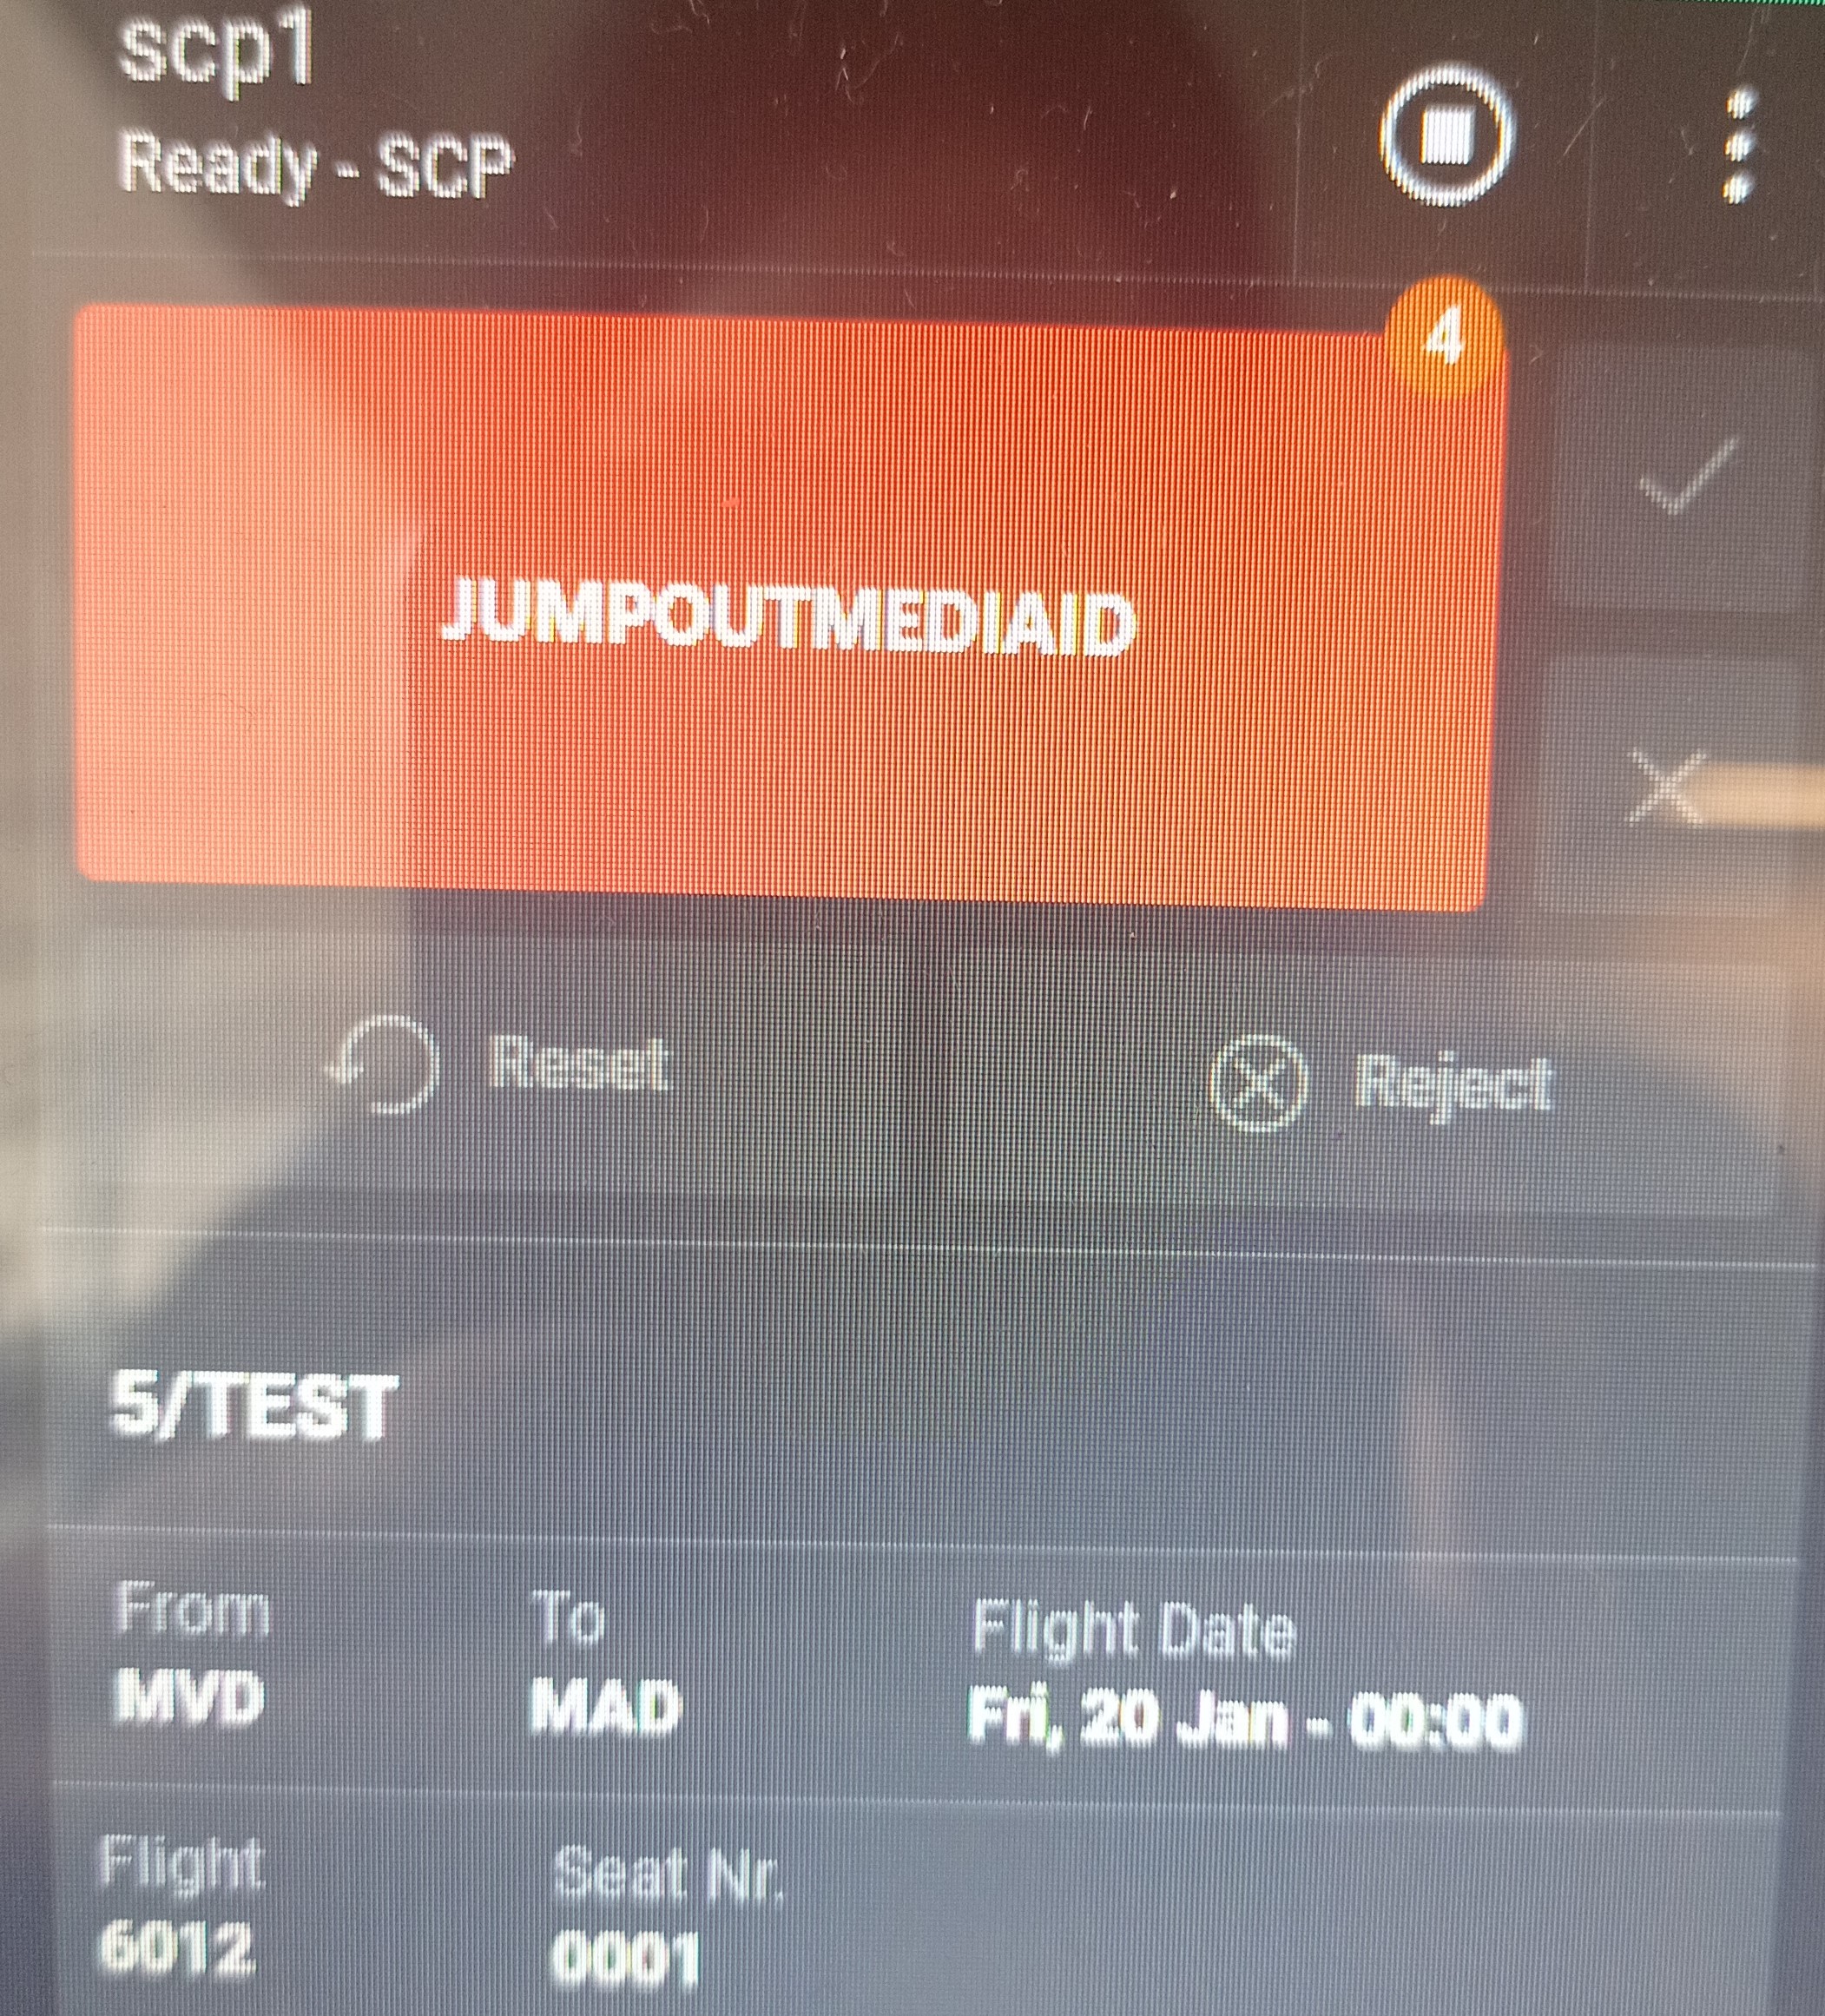 scp1
Ready - SCP
4
JUMPOUTMEDIAID
Reset
Reject
5/TEST
From To Flight Date
MVD MAD Fri, 20 Jan - 00:00
Flight Seat Nr.
6012 0001